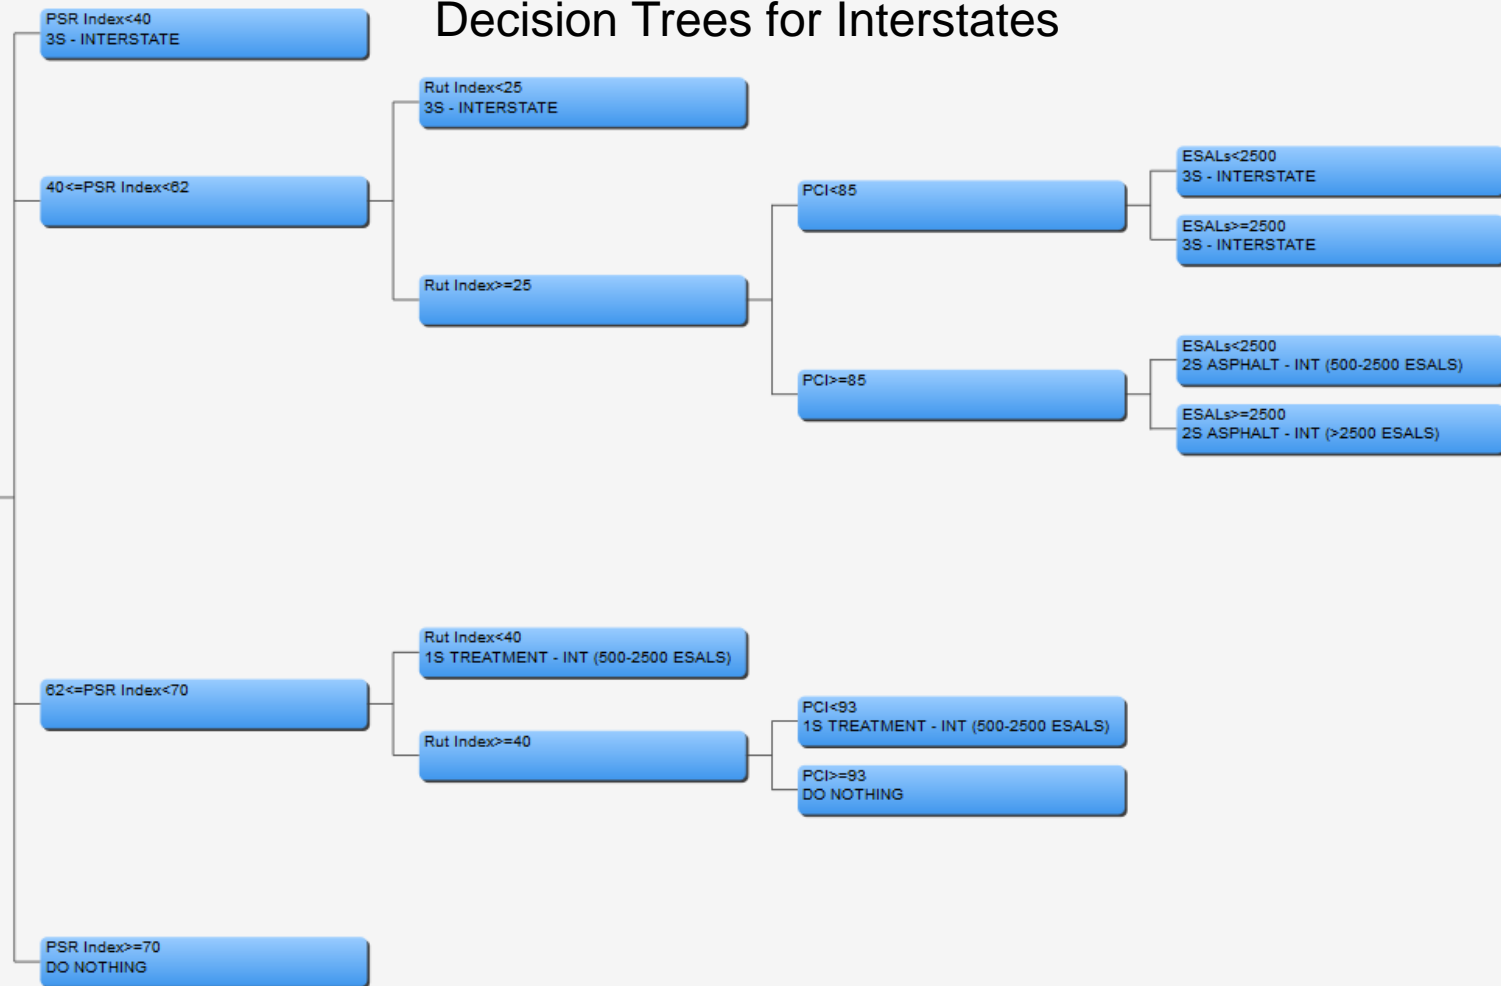 Decision Trees for Interstates
PSR Index<40
3S - INTERSTATE
Rut Index<25
3S - INTERSTATE
40<=PSR Index<62
ESALs<2500
3S - INTERSTATE
PCI<85
ESALs>=2500
3S - INTERSTATE
Rut Index>=25
ESALs<2500
2S ASPHALT - INT (500-2500 ESALS)
PCI>=85
ESALs>=2500
2S ASPHALT - INT (>2500 ESALS)
Rut Index<40
1S TREATMENT - INT (500-2500 ESALS)
62<=PSR Index<70
PCI<93
1S TREATMENT - INT (500-2500 ESALS)
Rut Index>=40
PCI>=93
DO NOTHING
PSR Index>=70
DO NOTHING